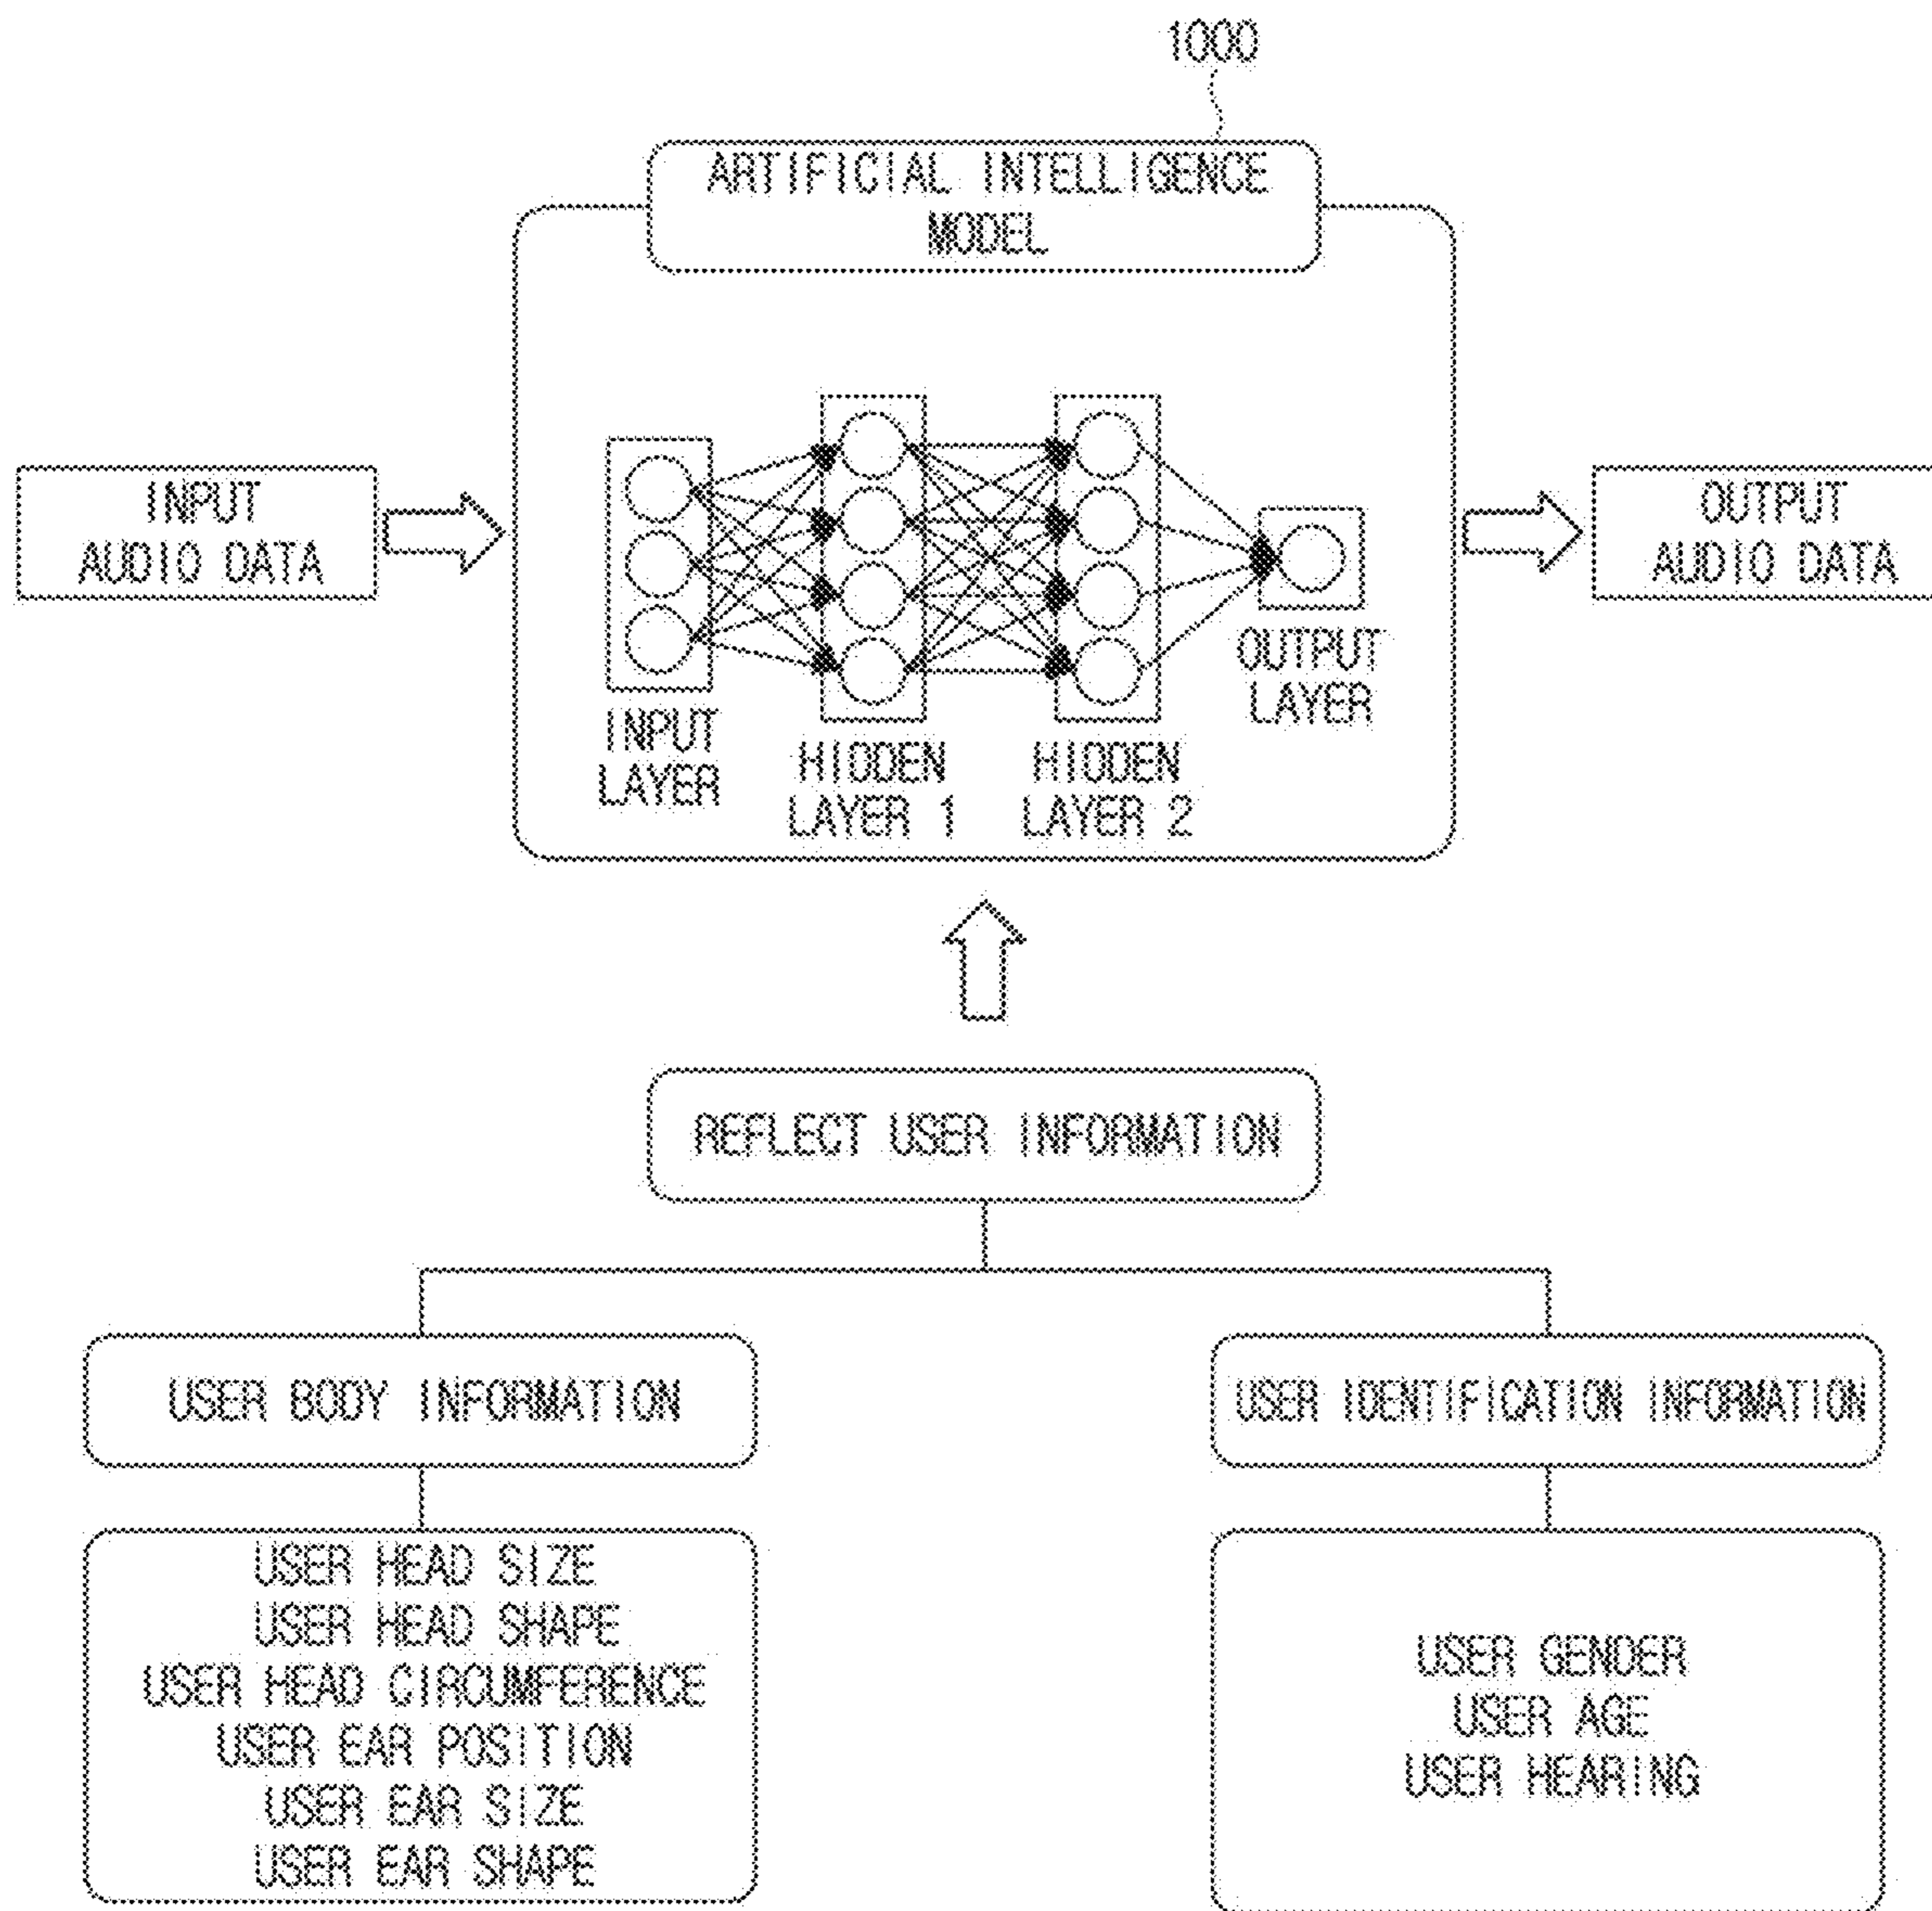 1000
ARTIFICIAL INTELLIGENCE
MODEL
INPUT
AUDIO DATA
OUTPUT
AUDIO DATA
INPUT
LAYER
HIDDEN
LAYER 1
HIDDEN
LAYER 2
OUTPUT
LAYER
REFLECT USER INFORMATION
USER BODY INFORMATION
USER IDENTIFICATION INFORMATION
USER HEAD SIZE
USER HEAD SHAPE
USER HEAD CIRCUMFERENCE
USER EAR POSITION
USER EAR SIZE
USER EAR SHAPE
USER GENDER
USER AGE
USER HEARING